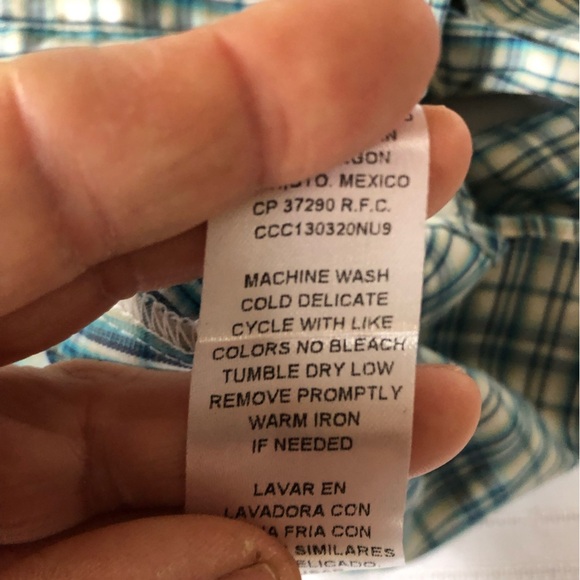 GTO. MEXICO
CP 37290 R.F.C.
CCC130320NU9
MACHINE WASH
COLD DELICATE
CYCLE WITH LIKE
COLORS NO BLEACH
TUMBLE DRY LOW
REMOVE PROMPTLY
WARM IRON
IF NEEDED
LAVAR EN
LAVADORA CON
FRIA CON
SIMILARES